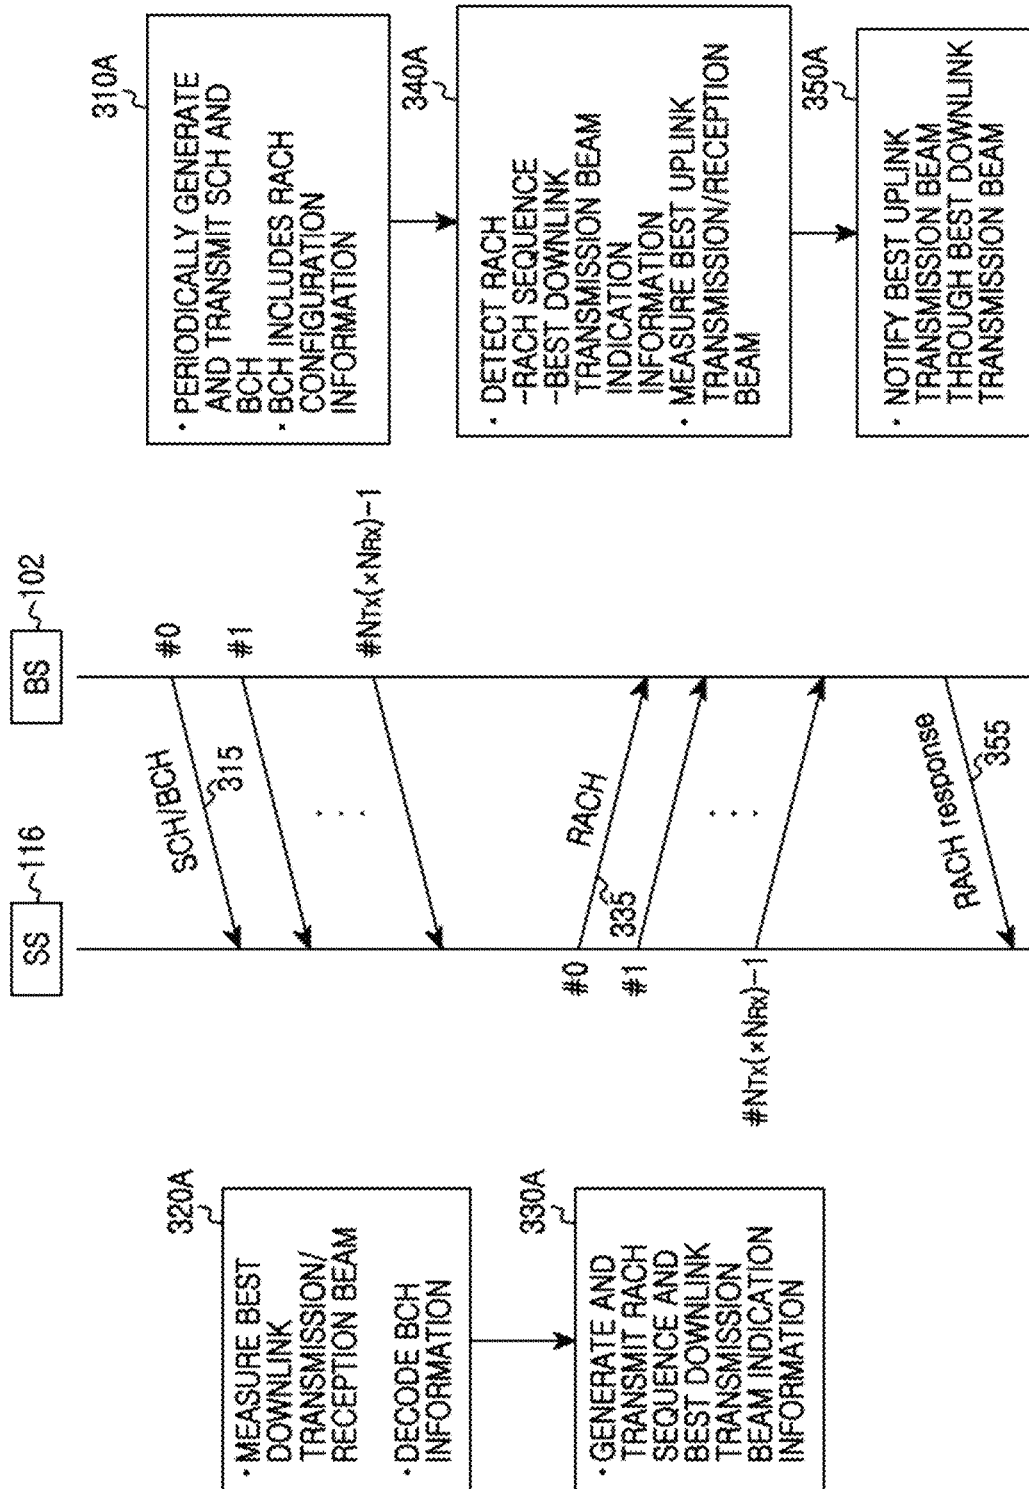 SS
116
BS
102
310A
• PERIODICALLY GENERATE
AND TRANSMIT SCH AND
BCH
• BCH INCLUDES RACH
CONFIGURATION
INFORMATION
#0
SCH/BCH
315
#1
#NTx(×NRx)-1
320A
• MEASURE BEST
DOWNLINK
TRANSMISSION/
RECEPTION BEAM
• DECODE BCH
INFORMATION
330A
• GENERATE AND
TRANSMIT RACH
SEQUENCE AND
BEST DOWNLINK
TRANSMISSION
BEAM INDICATION
INFORMATION
#0
RACH
335
#1
#NTx(×NRx)-1
340A
• DETECT RACH
-RACH SEQUENCE
-BEST DOWNLINK
TRANSMISSION BEAM
INDICATION
INFORMATION
• MEASURE BEST UPLINK
TRANSMISSION/RECEPTION
BEAM
350A
• NOTIFY BEST UPLINK
TRANSMISSION BEAM
THROUGH BEST DOWNLINK
TRANSMISSION BEAM
RACH response
355